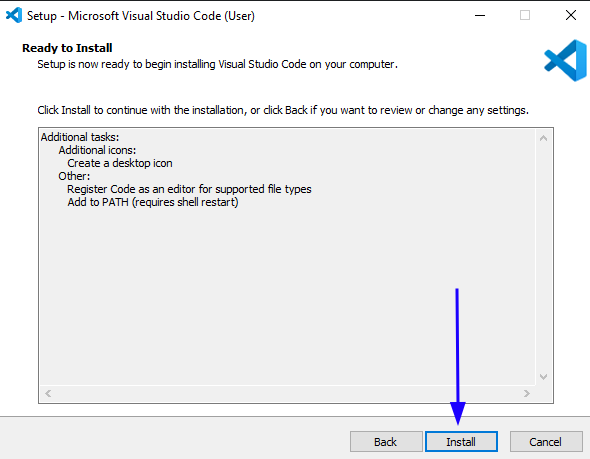 Setup - Microsoft Visual Studio Code (User)
Ready to Install
Setup is now ready to begin installing Visual Studio Code on your computer.
Click Install to continue with the installation, or click Back if you want to review or change any settings.
Additional tasks:
Additional icons:
Create a desktop icon
Other:
Register Code as an editor for supported file types
Add to PATH (requires shell restart)
Back
Install
Cancel